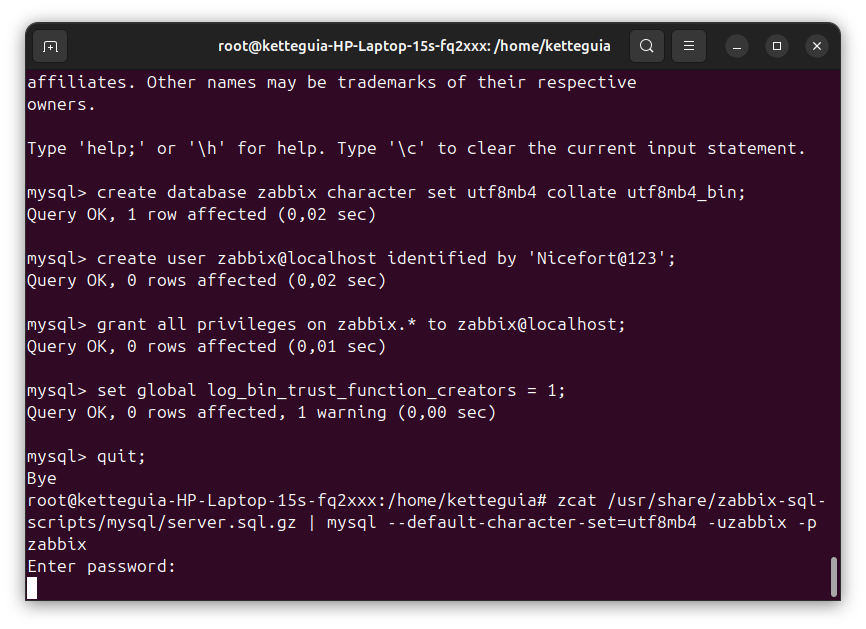 root@ketteguia-HP-Laptop-15s-fq2xxx: /home/ketteguia
affiliates. Other names may be trademarks of their respective
owners.
Type 'help;' or '\h' for help. Type '\c' to clear the current input statement.
mysql> create database zabbix character set utf8mb4 collate utf8mb4_bin;
Query OK, 1 row affected (0,02 sec)
mysql> create user zabbix@localhost identified by 'Nicefort@123';
Query OK, 0 rows affected (0,02 sec)
mysql> grant all privileges on zabbix.* to zabbix@localhost;
Query OK, 0 rows affected (0,01 sec)
mysql> set global log_bin_trust_function_creators = 1;
Query OK, 0 rows affected, 1 warning (0,00 sec)
mysql> quit;
Bye
root@ketteguia-HP-Laptop-15s-fq2xxx:/home/ketteguia# zcat /usr/share/zabbix-sql-
scripts/mysql/server.sql.gz | mysql --default-character-set=utf8mb4 -uzabbix -p
zabbix
Enter password: